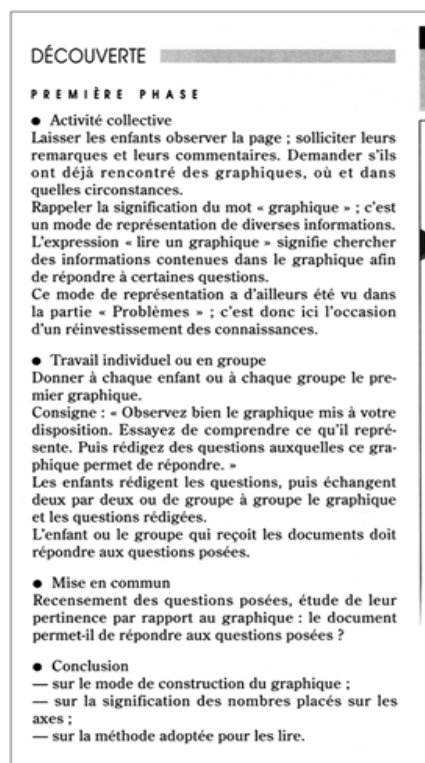 DÉCOUVERTE
PREMIÈRE PHASE
● Activité collective
Laisser les enfants observer la page ; solliciter leurs
remarques et leurs commentaires. Demander s'ils
ont déjà rencontré des graphiques, où et dans
quelles circonstances.
Rappeler la signification du mot « graphique » ; c'est
un mode de représentation de diverses informations.
L'expression « lire un graphique » signifie chercher
des informations contenues dans le graphique afin
de répondre à certaines questions.
Ce mode de représentation a d'ailleurs été vu dans
la partie « Problèmes » ; c'est donc ici l'occasion
d'un réinvestissement des connaissances.
● Travail individuel ou en groupe
Donner à chaque enfant ou à chaque groupe le pre-
mier graphique.
Consigne : « Observez bien le graphique mis à votre
disposition. Essayez de comprendre ce qu'il repré-
sente. Puis rédigez des questions auxquelles ce gra-
phique permet de répondre. »
Les enfants rédigent les questions, puis échangent
deux par deux ou de groupe à groupe le graphique
et les questions rédigées.
L'enfant ou le groupe qui reçoit les documents doit
répondre aux questions posées.
● Mise en commun
Recensement des questions posées, étude de leur
pertinence par rapport au graphique : le document
permet-il de répondre aux questions posées ?
● Conclusion
— sur le mode de construction du graphique ;
— sur la signification des nombres placés sur les
axes ;
— sur la méthode adoptée pour les lire.